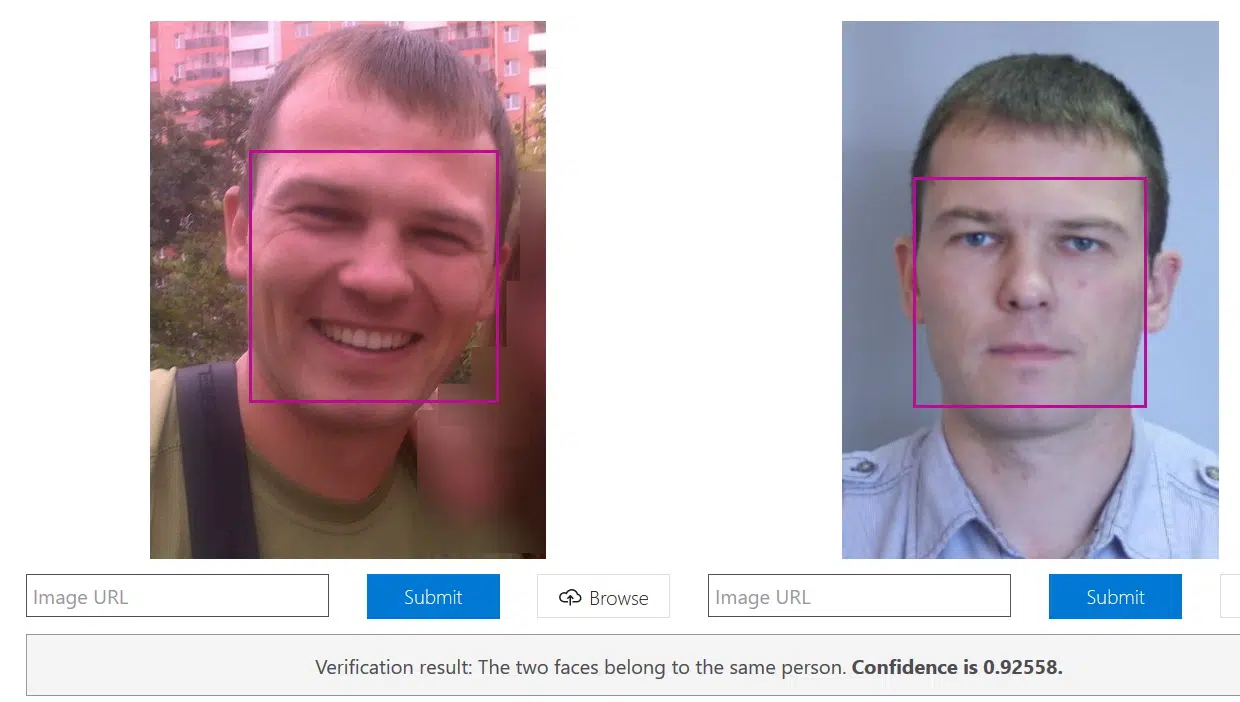 Image URL
Submit
Browse
Image URL
Submit
Verification result: The two faces belong to the same person. Confidence is 0.92558.